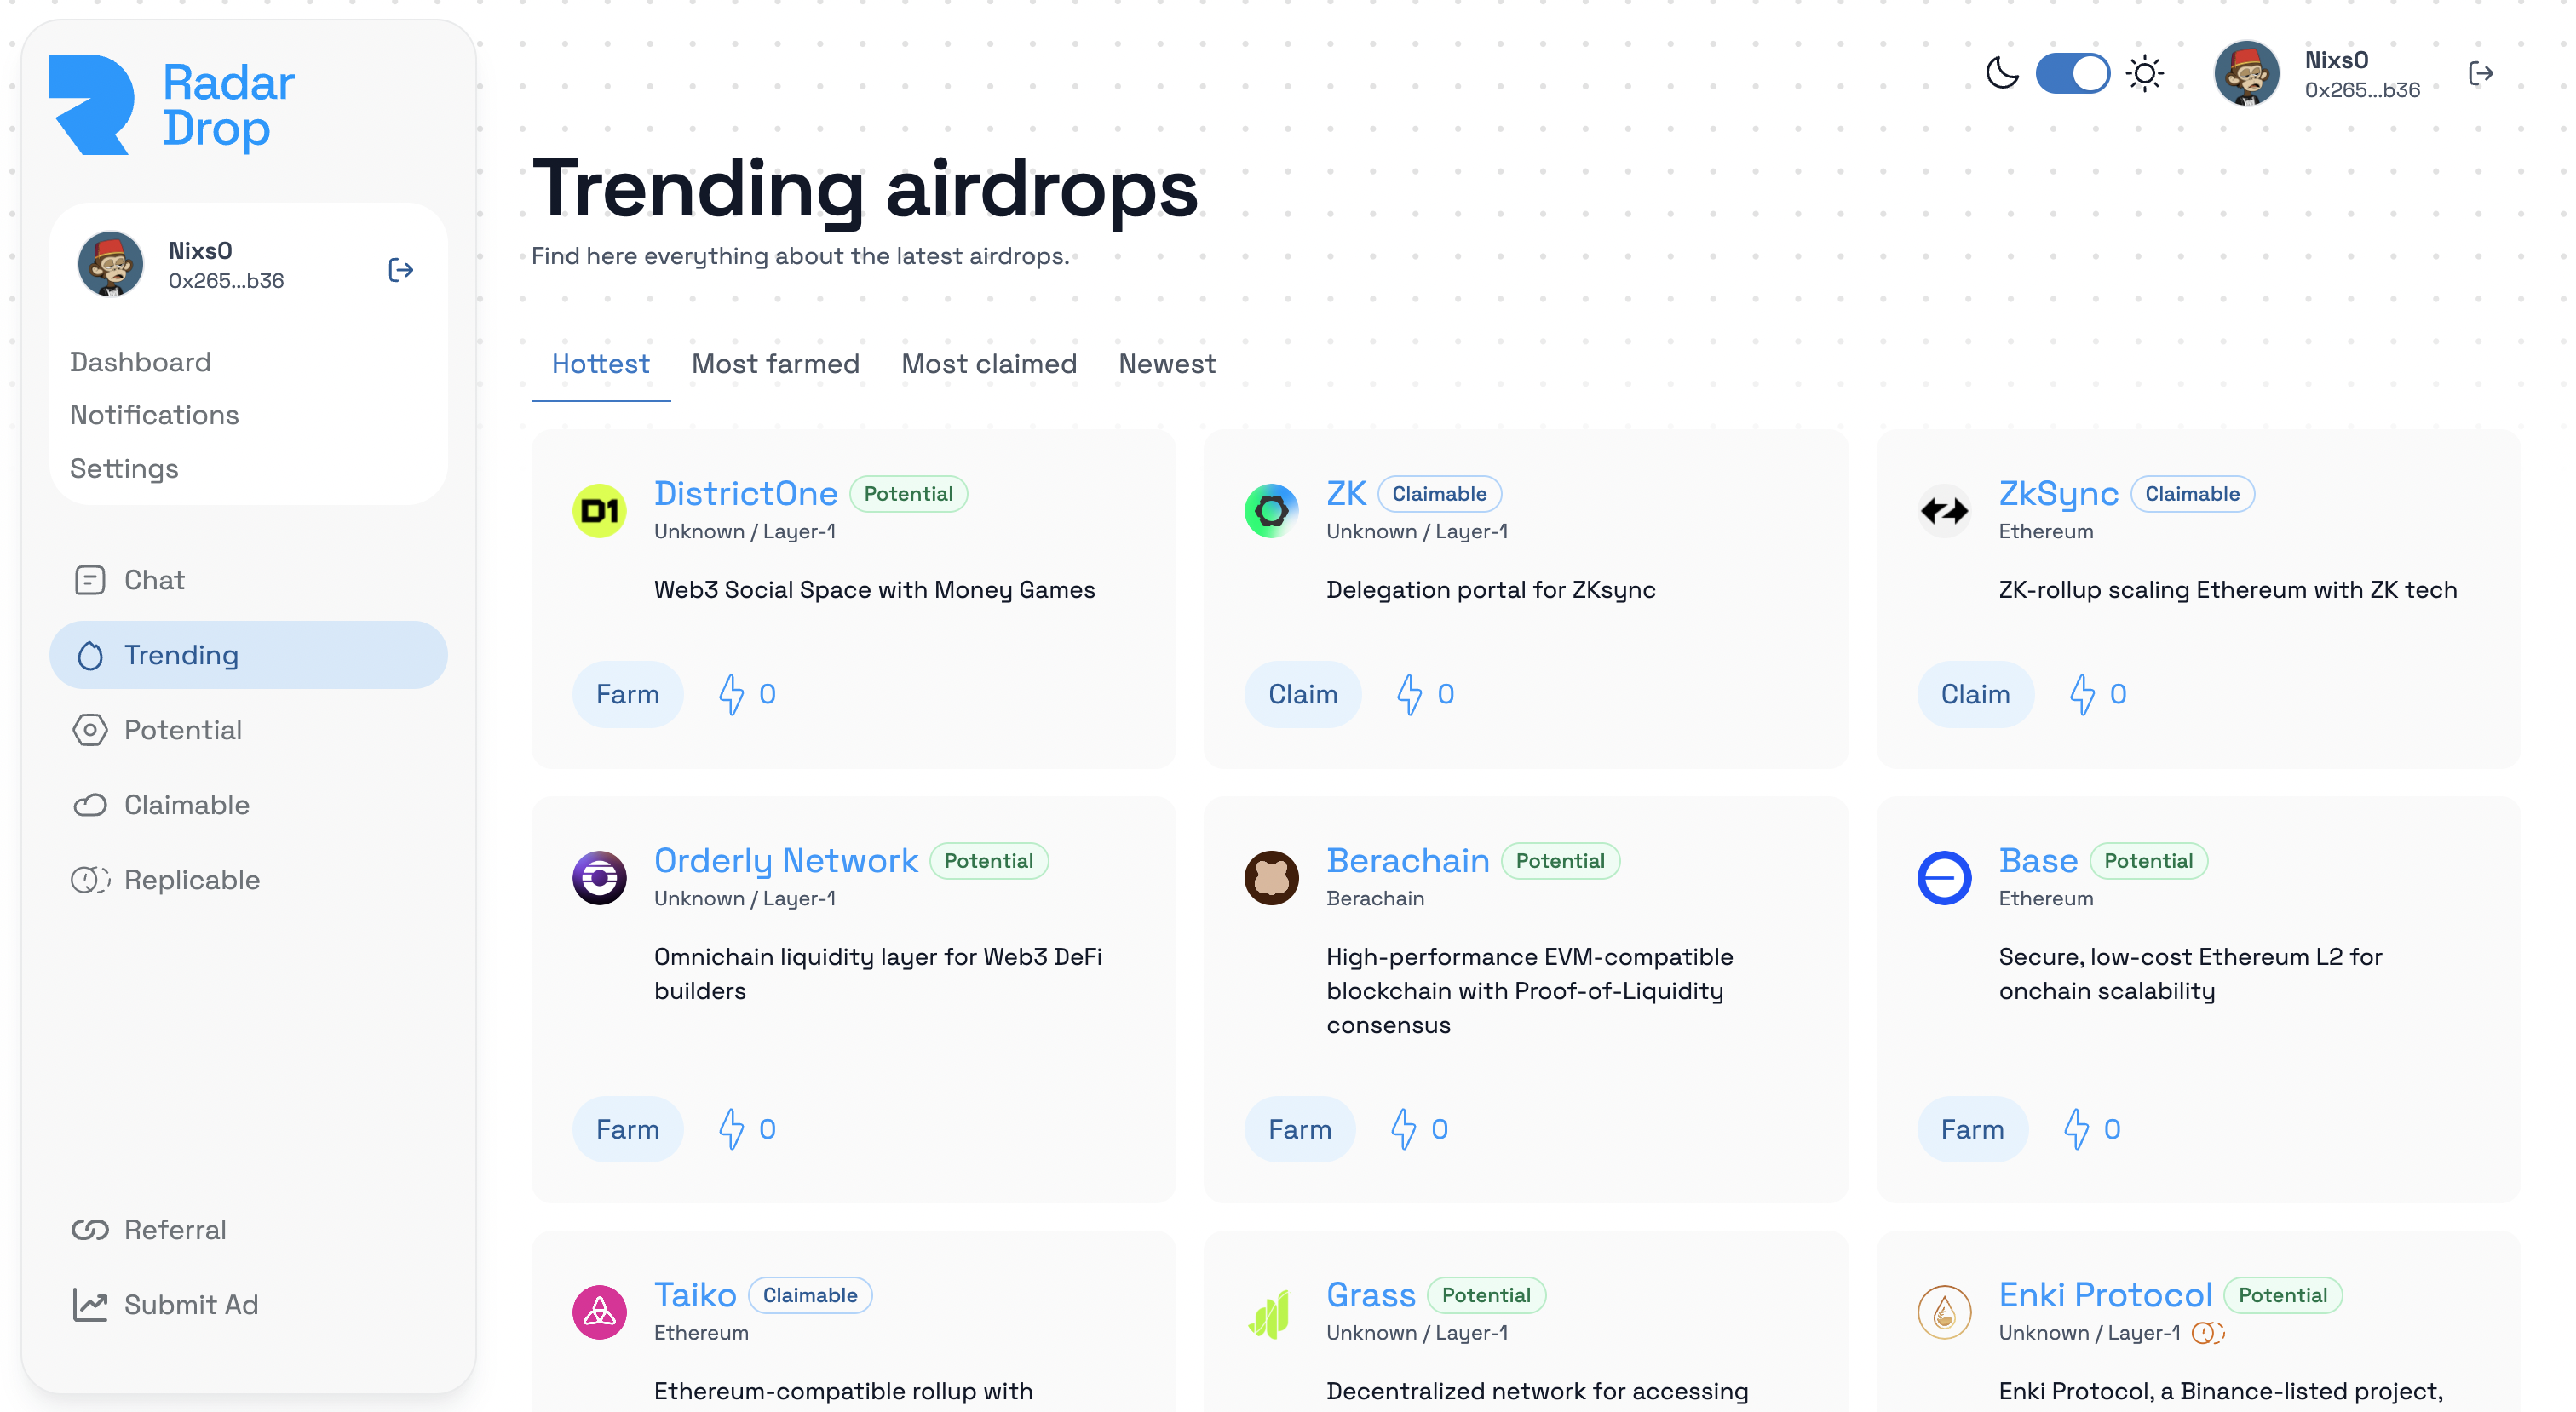 Radar
Drop
NixsO
0x265...b36
Dashboard
Notifications
Settings
Chat
Trending
Potential
Claimable
Replicable
Referral
Submit Ad
NixsO
0x265...b36
Trending airdrops
Find here everything about the latest airdrops.
Hottest
Most farmed
Most claimed
Newest
D1
DistrictOne
Potential
Unknown / Layer-1
Web3 Social Space with Money Games
Farm
0
ZK
Claimable
Unknown / Layer-1
Delegation portal for ZKsync
Claim
0
ZkSync
Claimable
Ethereum
ZK-rollup scaling Ethereum with ZK tech
Claim
0
Orderly Network
Potential
Unknown / Layer-1
Omnichain liquidity layer for Web3 DeFi
builders
Farm
0
Berachain
Potential
Berachain
High-performance EVM-compatible
blockchain with Proof-of-Liquidity
consensus
Farm
0
Base
Potential
Ethereum
Secure, low-cost Ethereum L2 for
onchain scalability
Farm
0
Taiko
Claimable
Ethereum
Ethereum-compatible rollup with
Grass
Potential
Unknown / Layer-1
Decentralized network for accessing
Enki Protocol
Potential
Unknown / Layer-1
Enki Protocol, a Binance-listed project,